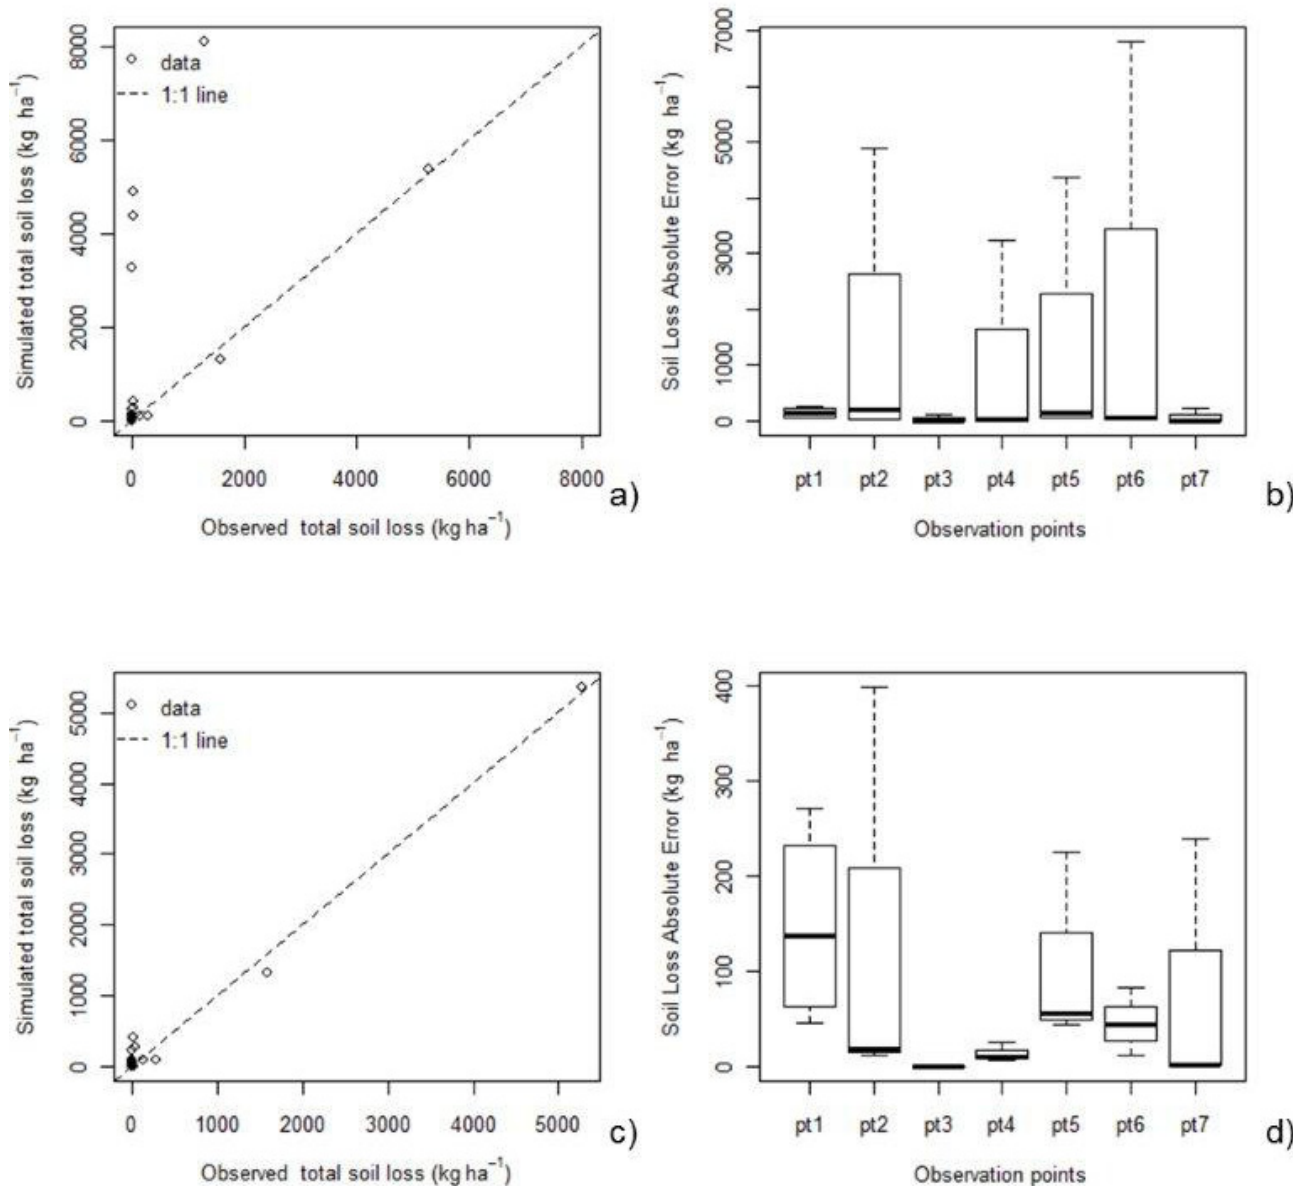 Simulated total soil loss (kg ha⁻¹)
8000
6000
4000
2000
0
data
1:1 line
0 2000 4000 6000 8000
Observed total soil loss (kg ha⁻¹)
a)
Soil Loss Absolute Error (kg ha⁻¹)
7000
5000
3000
1000
0
pt1 pt2 pt3 pt4 pt5 pt6 pt7
Observation points
b)
Simulated total soil loss (kg ha⁻¹)
5000
4000
3000
2000
1000
0
data
1:1 line
0 1000 2000 3000 4000 5000
Observed total soil loss (kg ha⁻¹)
c)
Soil Loss Absolute Error (kg ha⁻¹)
400
300
200
100
0
pt1 pt2 pt3 pt4 pt5 pt6 pt7
Observation points
d)